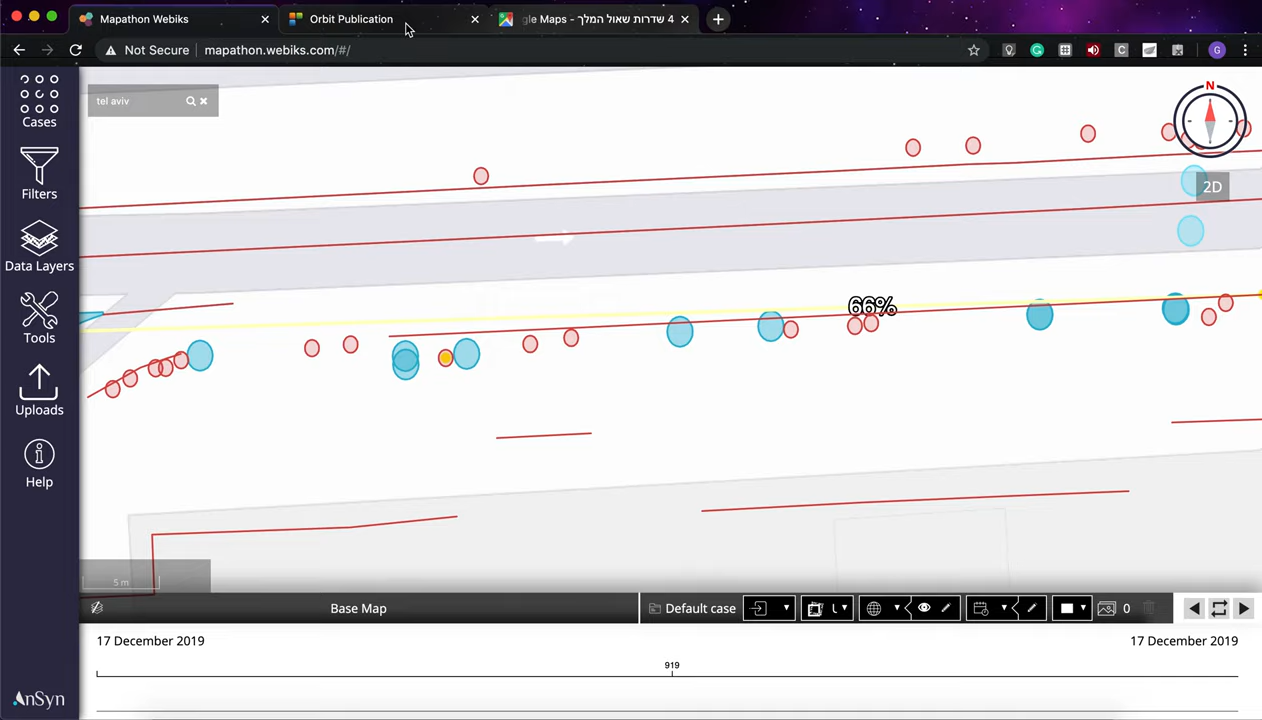 Mapathon Webiks
Orbit Publication
gle Maps - 4 שדרות שאול המלך
Not Secure
mapathon.webiks.com/#/
G
C
Cases
Filters
Data Layers
Tools
Uploads
Help
AnSyn
tel aviv
N
2D
66%
5 m
Base Map
Default case
0
17 December 2019
17 December 2019
919